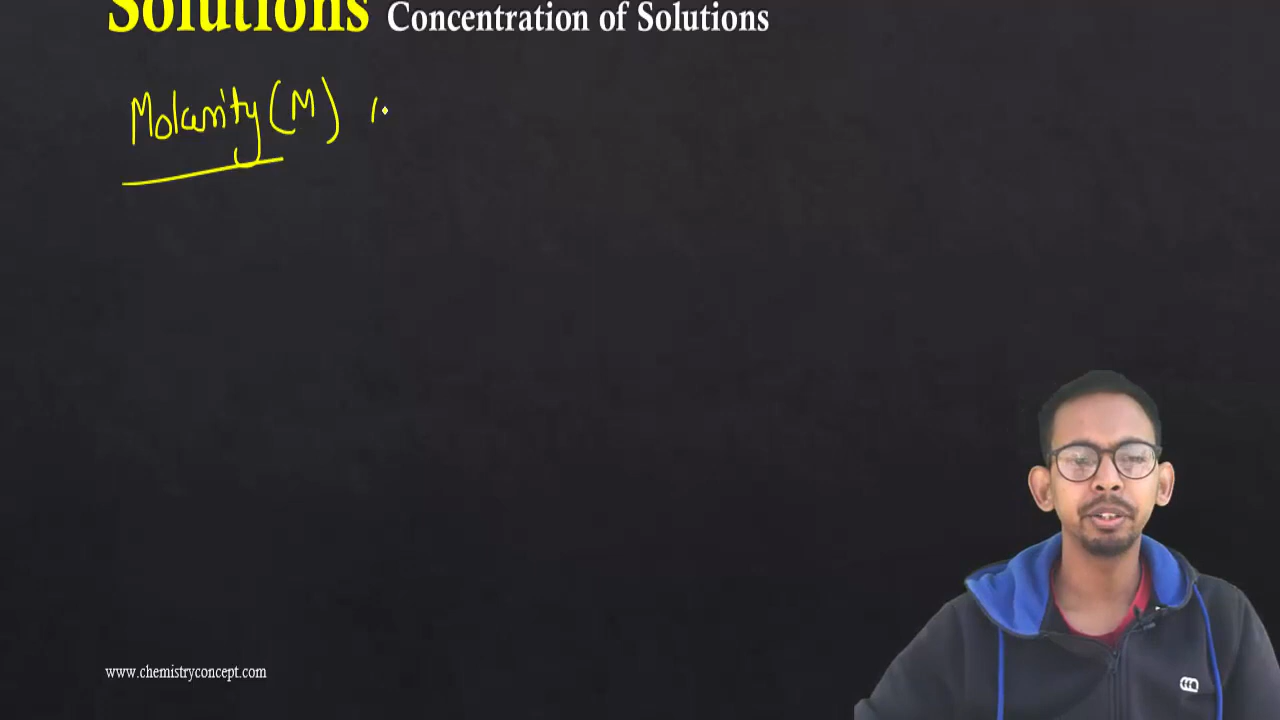 Solutions Concentration of Solutions
Molarity (M)
www.chemistryconcept.com